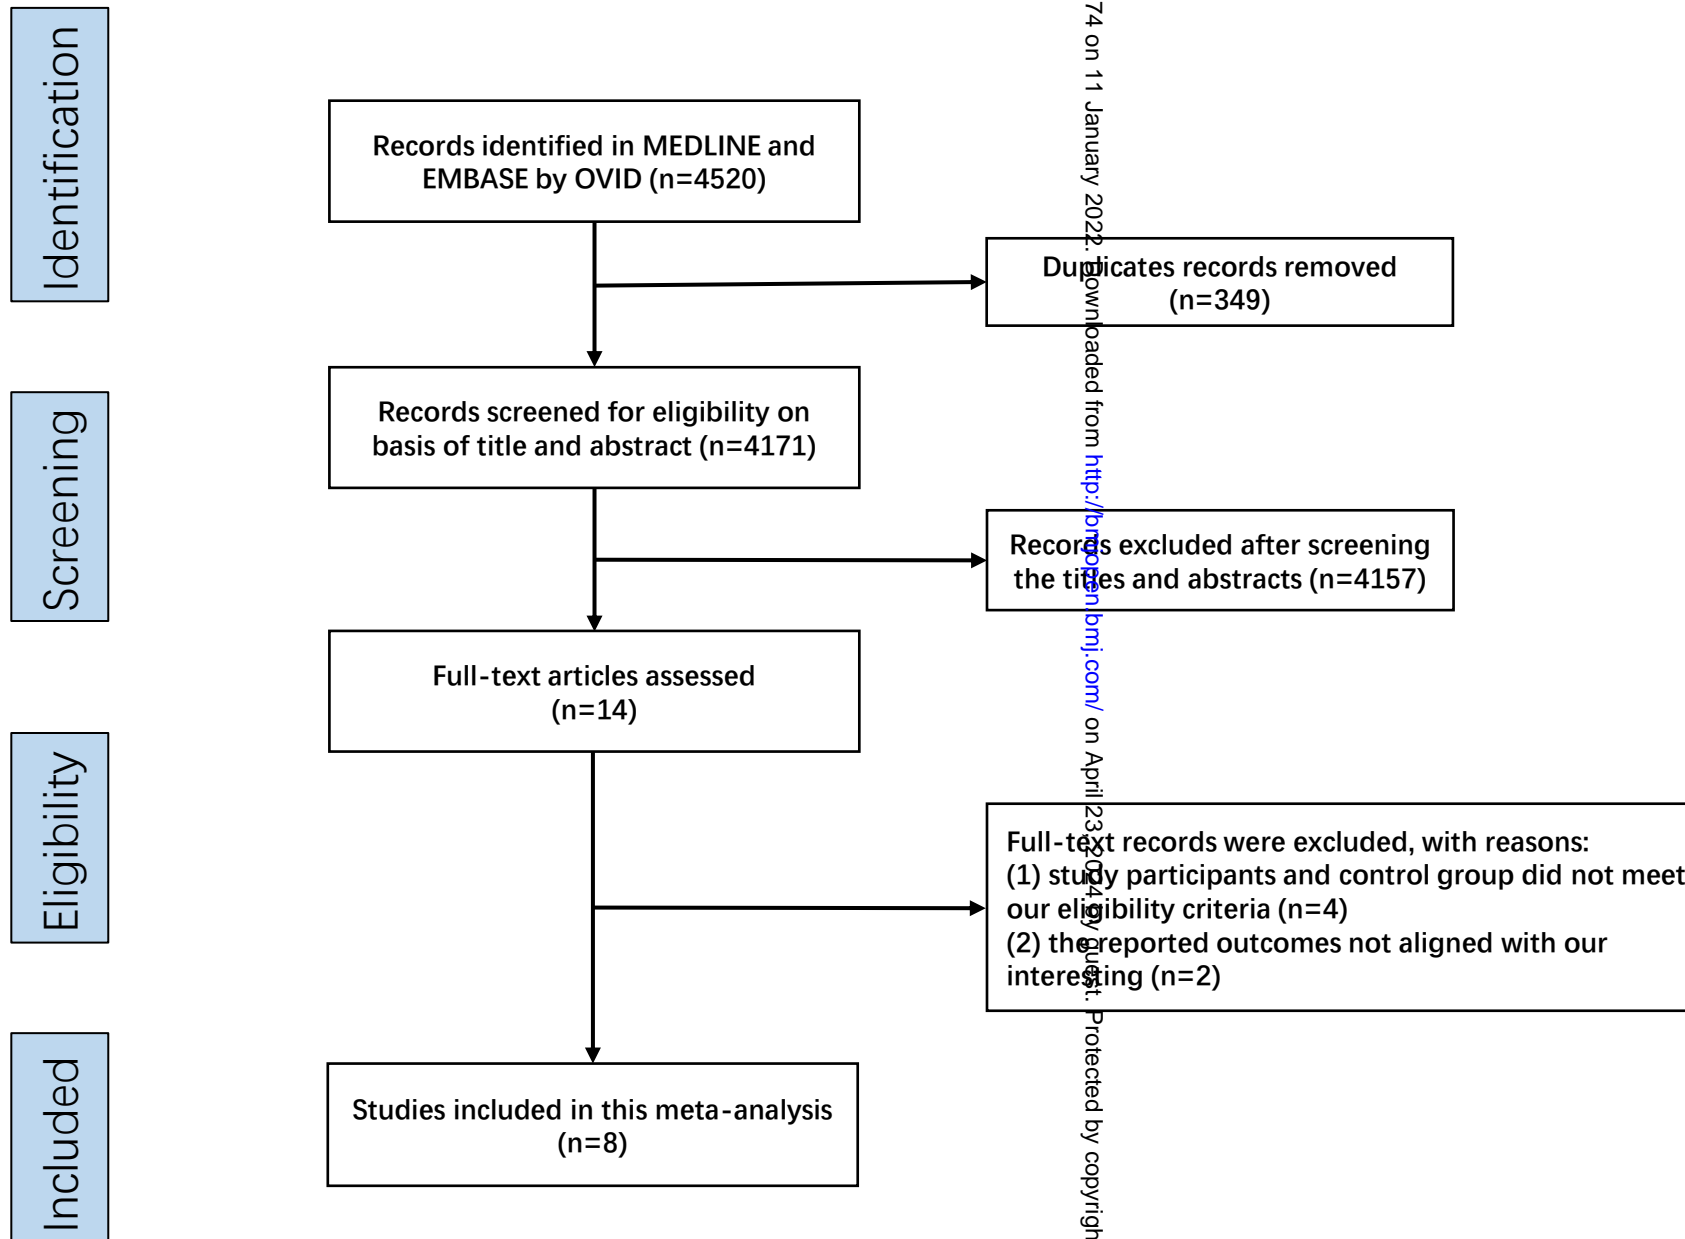 Identification
Records identified in MEDLINE and
EMBASE by OVID (n=4520)
Duplicates records removed
(n=349)
Screening
Records screened for eligibility on
basis of title and abstract (n=4171)
Records excluded after screening
the titles and abstracts (n=4157)
Full-text articles assessed
(n=14)
Eligibility
Full-text records were excluded, with reasons:
(1) study participants and control group did not meet
our eligibility criteria (n=4)
(2) the reported outcomes not aligned with our
interesting (n=2)
Included
Studies included in this meta-analysis
(n=8)
74 on 11 January 2022. Downloaded from http://bmjopen.bmj.com/ on April 23, 2024 by guest. Protected by copyrigh